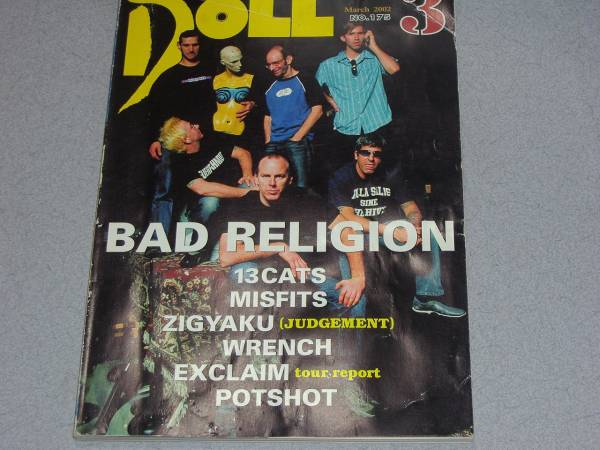 DOLL
March 2002
NO.175
3
BAD RELIGION
13CATS
MISFITS
ZIGYAKU (JUDGEMENT)
WRENCH
EXCLAIM tour report
POTSHOT